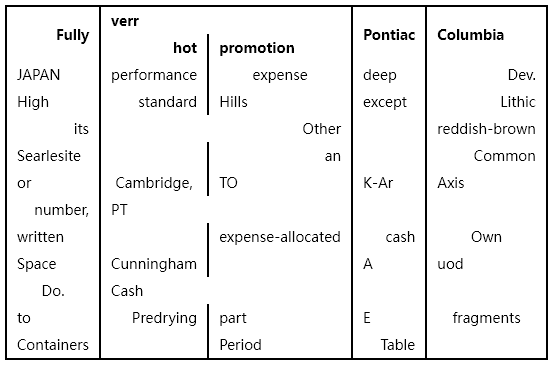 Fully verr Pontiac Columbia
hot promotion
JAPAN performance expense deep Dev.
High standard Hills except Lithic
its Other reddish-brown
Searlesite an Common
or Cambridge, TO K-Ar Axis
number, PT
written expense-allocated cash Own
Space Cunningham A uod
Do. Cash
to Predrying part E fragments
Containers Period Table